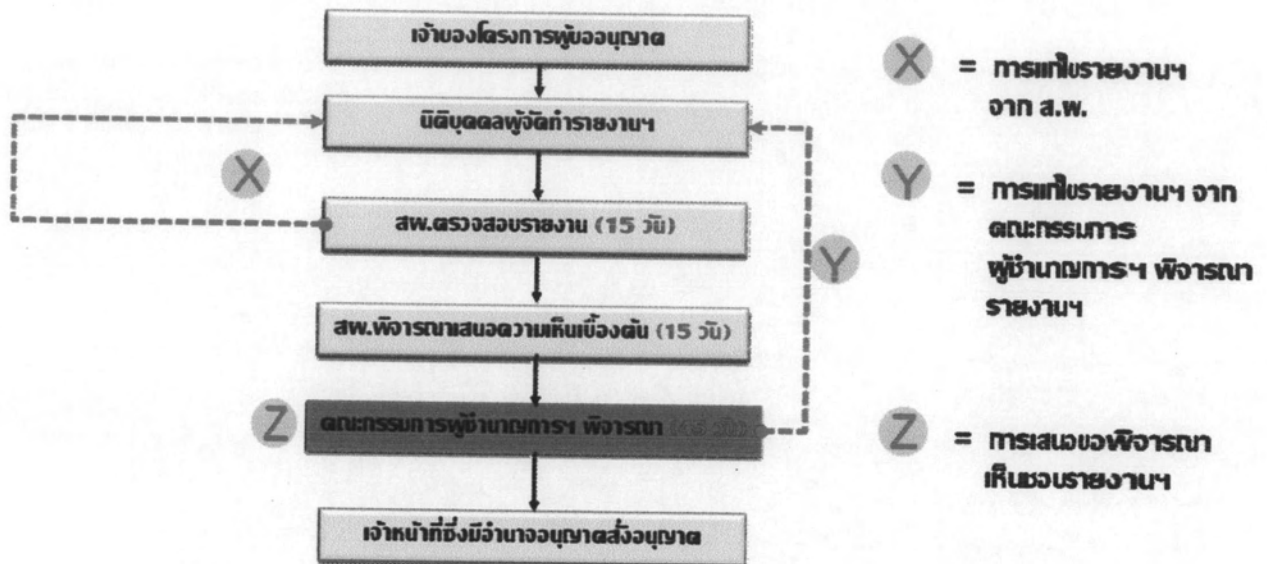 เจ้าของโครงการผู้ขออนุญาต
นิติบุคคลผู้จัดทำรายงานฯ
สผ.ตรวจสอบรายงาน (15 วัน)
สผ.พิจารณาเสนอความเห็นเบื้องต้น (15 วัน)
คณะกรรมการผู้ชำนาญการฯ พิจารณา (45 วัน)
เจ้าหน้าที่ซึ่งมีอำนาจอนุญาตสั่งอนุญาต
X
Y
Z
X = การแก้ไขรายงานฯ
จาก ส.ผ.
Y = การแก้ไขรายงานฯ จาก
คณะกรรมการ
ผู้ชำนาญการฯ พิจารณา
รายงานฯ
Z = การเสนอขอพิจารณา
เห็นชอบรายงานฯ